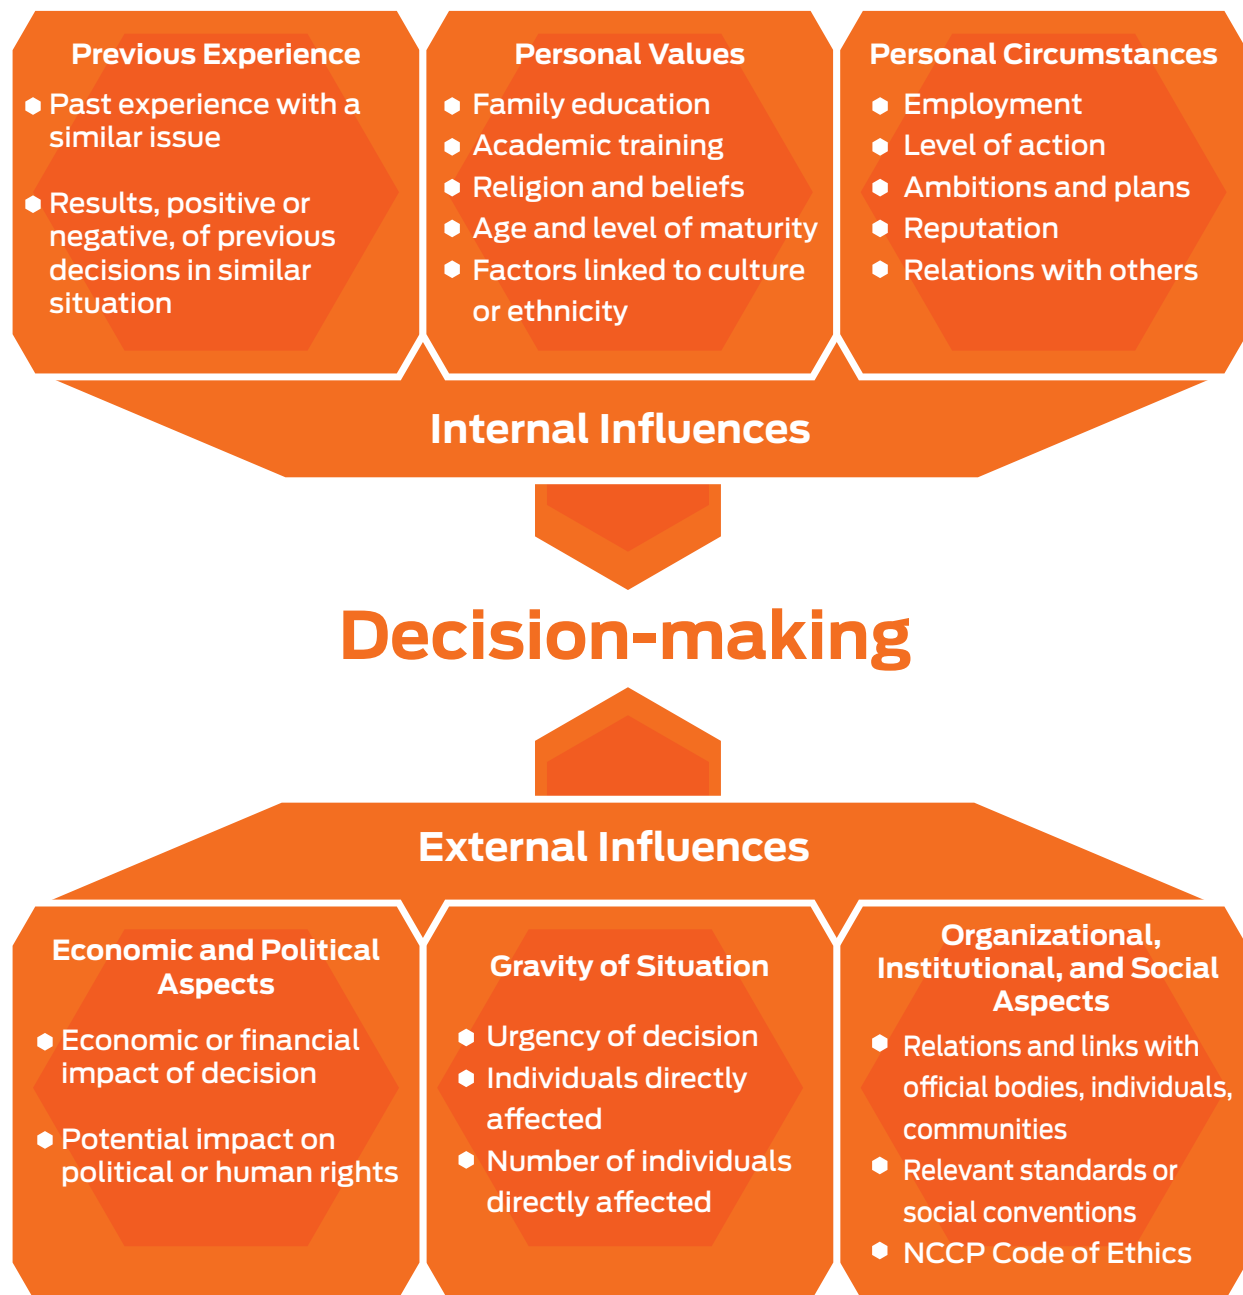 Previous Experience
Past experience with a
similar issue
Results, positive or
negative, of previous
decisions in similar
situation
Personal Values
Family education
Academic training
Religion and beliefs
Age and level of maturity
Factors linked to culture
or ethnicity
Personal Circumstances
Employment
Level of action
Ambitions and plans
Reputation
Relations with others
Internal Influences
Decision-making
External Influences
Economic and Political
Aspects
Economic or financial
impact of decision
Potential impact on
political or human rights
Gravity of Situation
Urgency of decision
Individuals directly
affected
Number of individuals
directly affected
Organizational,
Institutional, and Social
Aspects
Relations and links with
official bodies, individuals,
communities
Relevant standards or
social conventions
NCCP Code of Ethics